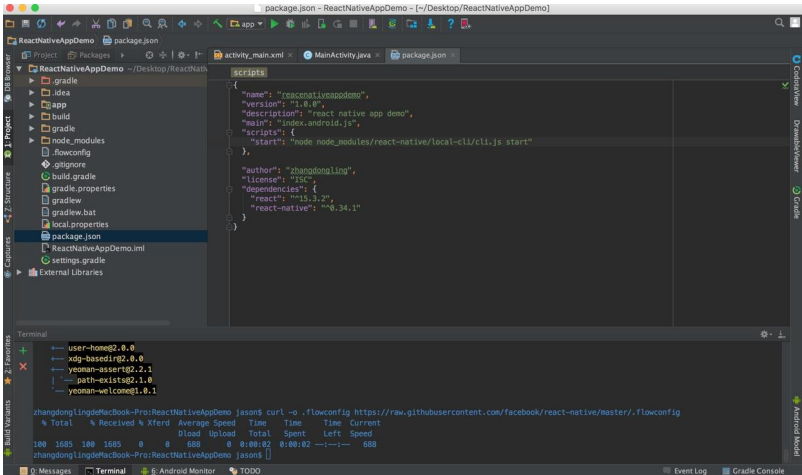 package.json - ReactNativeAppDemo - [~/Desktop/ReactNativeAppDemo]
app
ReactNativeAppDemo package.json
Project Packages
activity_main.xml MainActivity.java package.json
ReactNativeAppDemo ~/Desktop/ReactNativ
.gradle
.idea
app
build
gradle
node_modules
.flowconfig
.gitignore
build.gradle
gradle.properties
gradlew
gradlew.bat
local.properties
package.json
ReactNativeAppDemo.iml
settings.gradle
External Libraries
scripts
{
"name": "reacenativeappdemo",
"version": "1.0.0",
"description": "react native app demo",
"main": "index.android.js",
"scripts": {
"start": "node node_modules/react-native/local-cli/cli.js start"
},
"author": "zhangdongling",
"license": "ISC",
"dependencies": {
"react": "^15.3.2",
"react-native": "^0.34.1"
}
}
DB Browser
1: Project
Z: Structure
Captures
2: Favorites
Build Variants
CodotaView
DrawableViewer
Gradle
Android Model
Terminal
user-home@2.0.0
xdg-basedir@2.0.0
yeoman-assert@2.2.1
path-exists@2.1.0
yeoman-welcome@1.0.1
zhangdonglingdeMacBook-Pro:ReactNativeAppDemo jason$ curl -o .flowconfig https://raw.githubusercontent.com/facebook/react-native/master/.flowconfig
% Total % Received % Xferd Average Speed Time Time Time Current
Dload Upload Total Spent Left Speed
100 1685 100 1685 0 0 688 0 0:00:02 0:00:02 --:--:-- 688
zhangdonglingdeMacBook-Pro:ReactNativeAppDemo jason$
0: Messages Terminal 6: Android Monitor TODO Event Log Gradle Console